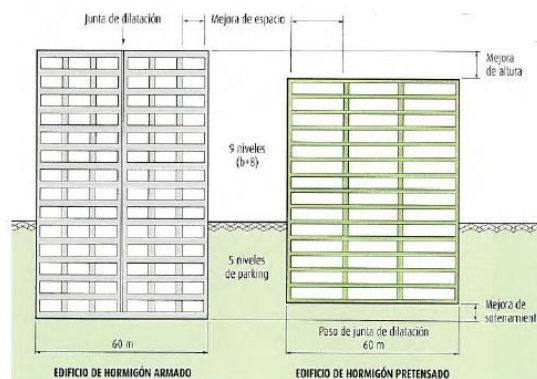 Junta de dilatación
Mejora de espacio
Mejora
de altura
9 niveles
(b+8)
5 niveles
de parking
Mejora de
soterramient
Paso de junta de dilatación
60 m
60 m
EDIFICIO DE HORMIGÓN ARMADO
EDIFICIO DE HORMIGÓN PRETENSADO